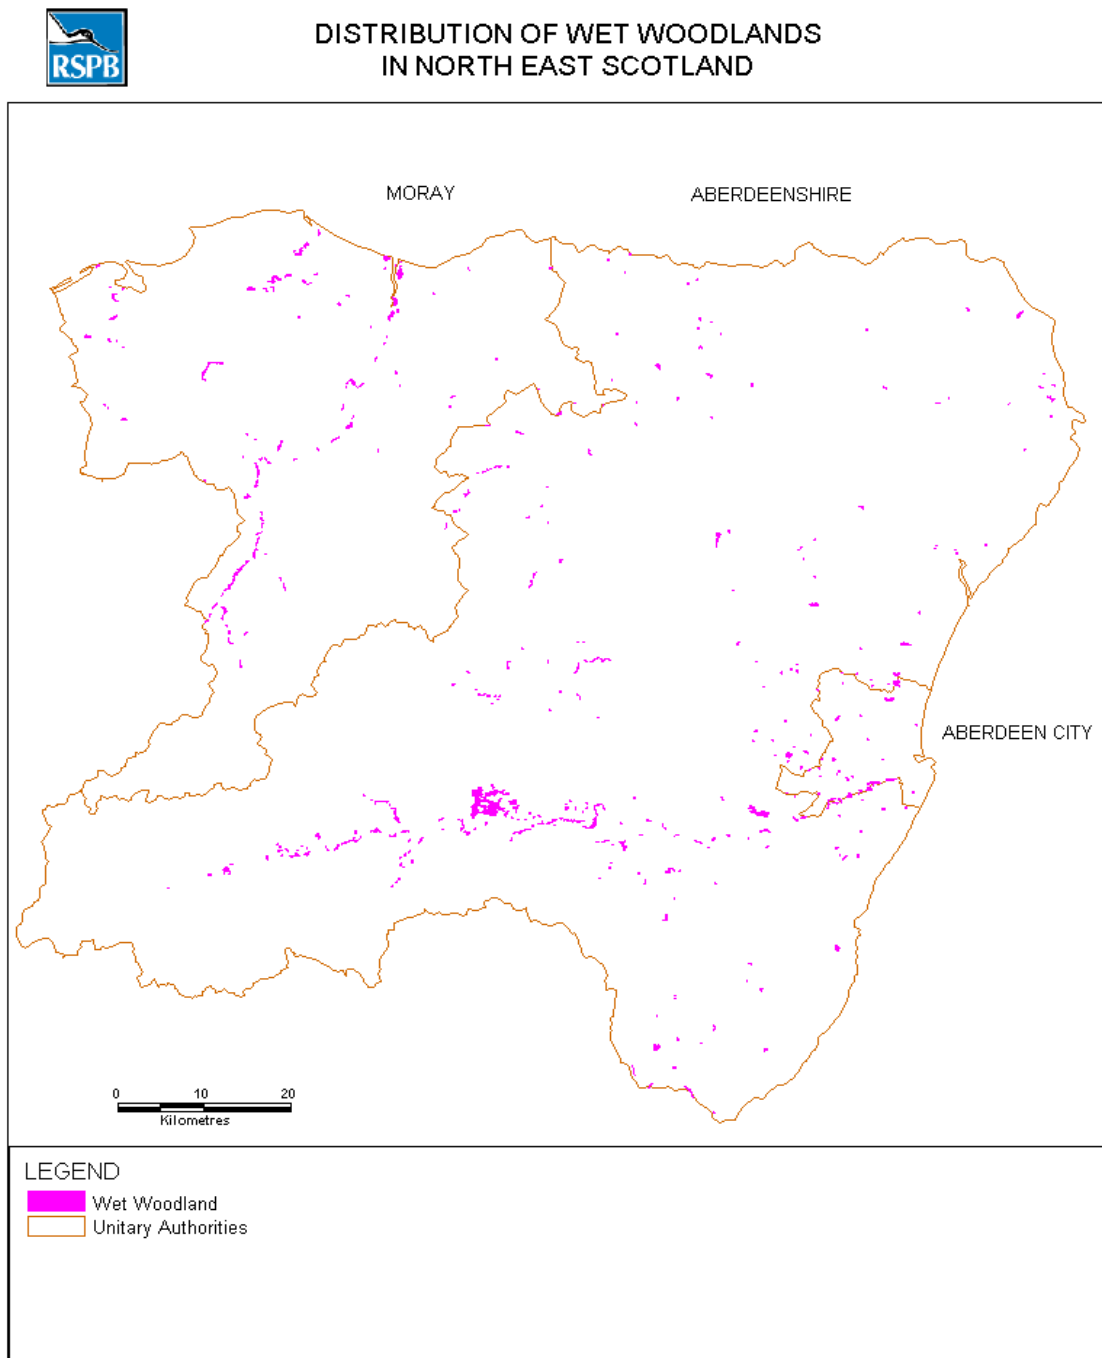 RSPB
DISTRIBUTION OF WET WOODLANDS
IN NORTH EAST SCOTLAND
MORAY
ABERDEENSHIRE
ABERDEEN CITY
0 10 20
Kilometres
LEGEND
Wet Woodland
Unitary Authorities